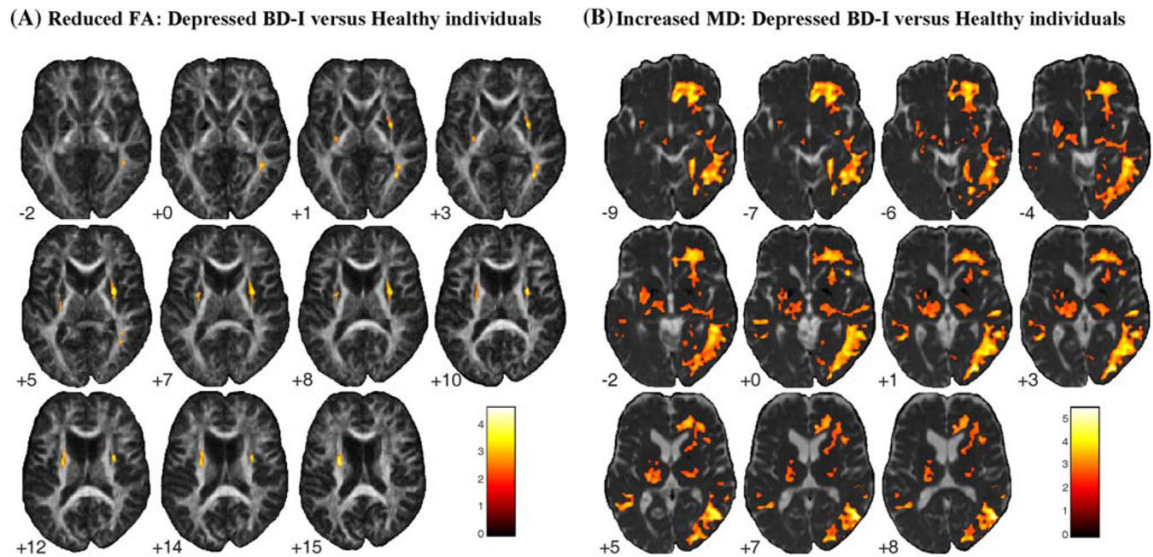 (A) Reduced FA: Depressed BD-I versus Healthy individuals
(B) Increased MD: Depressed BD-I versus Healthy individuals
-2 +0 +1 +3
-9 -7 -6 -4
+5 +7 +8 +10
-2 +0 +1 +3
+12 +14 +15
4
3
2
1
0
+5 +7 +8
5
4
3
2
1
0